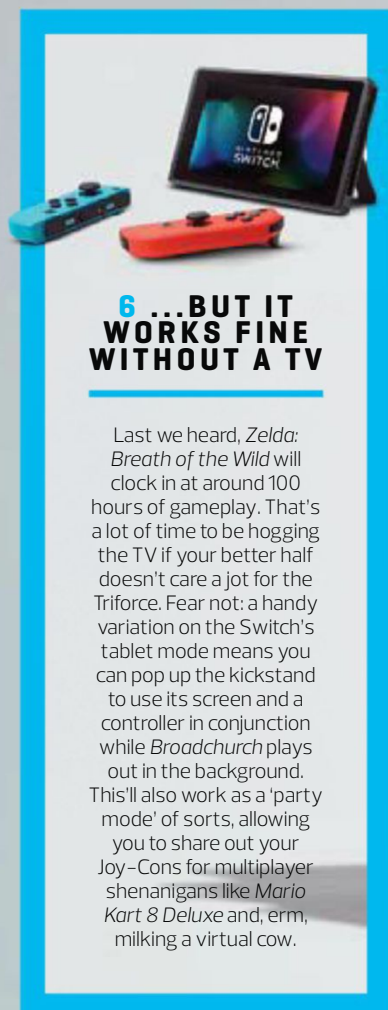 NINTENDO
SWITCH
6 ...BUT IT
WORKS FINE
WITHOUT A TV
Last we heard, Zelda:
Breath of the Wild will
clock in at around 100
hours of gameplay. That's
a lot of time to be hogging
the TV if your better half
doesn't care a jot for the
Triforce. Fear not: a handy
variation on the Switch's
tablet mode means you
can pop up the kickstand
to use its screen and a
controller in conjunction
while Broadchurch plays
out in the background.
This'll also work as a ‘party
mode’ of sorts, allowing
you to share out your
Joy-Cons for multiplayer
shenanigans like Mario
Kart 8 Deluxe and, erm,
milking a virtual cow.